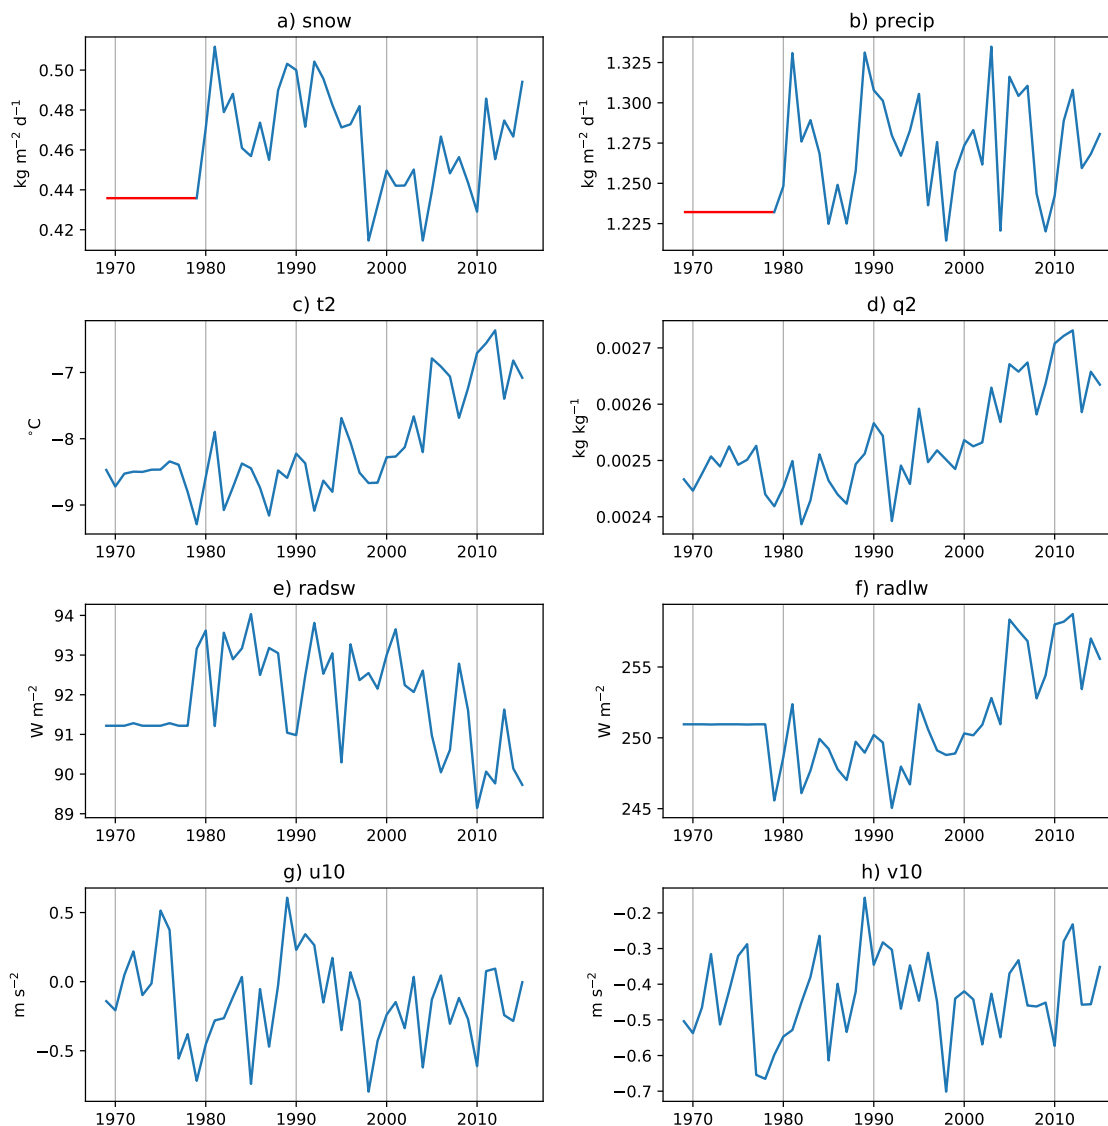 a) snow
kg m⁻² d⁻¹
0.50
0.48
0.46
0.44
0.42
1970 1980 1990 2000 2010
b) precip
kg m⁻² d⁻¹
1.325
1.300
1.275
1.250
1.225
1970 1980 1990 2000 2010
c) t2
°C
−7
−8
−9
1970 1980 1990 2000 2010
d) q2
kg kg⁻¹
0.0027
0.0026
0.0025
0.0024
1970 1980 1990 2000 2010
e) radsw
W m⁻²
94
93
92
91
90
89
1970 1980 1990 2000 2010
f) radlw
W m⁻²
255
250
245
1970 1980 1990 2000 2010
g) u10
m s⁻²
0.5
0.0
−0.5
1970 1980 1990 2000 2010
h) v10
m s⁻²
−0.2
−0.3
−0.4
−0.5
−0.6
−0.7
1970 1980 1990 2000 2010